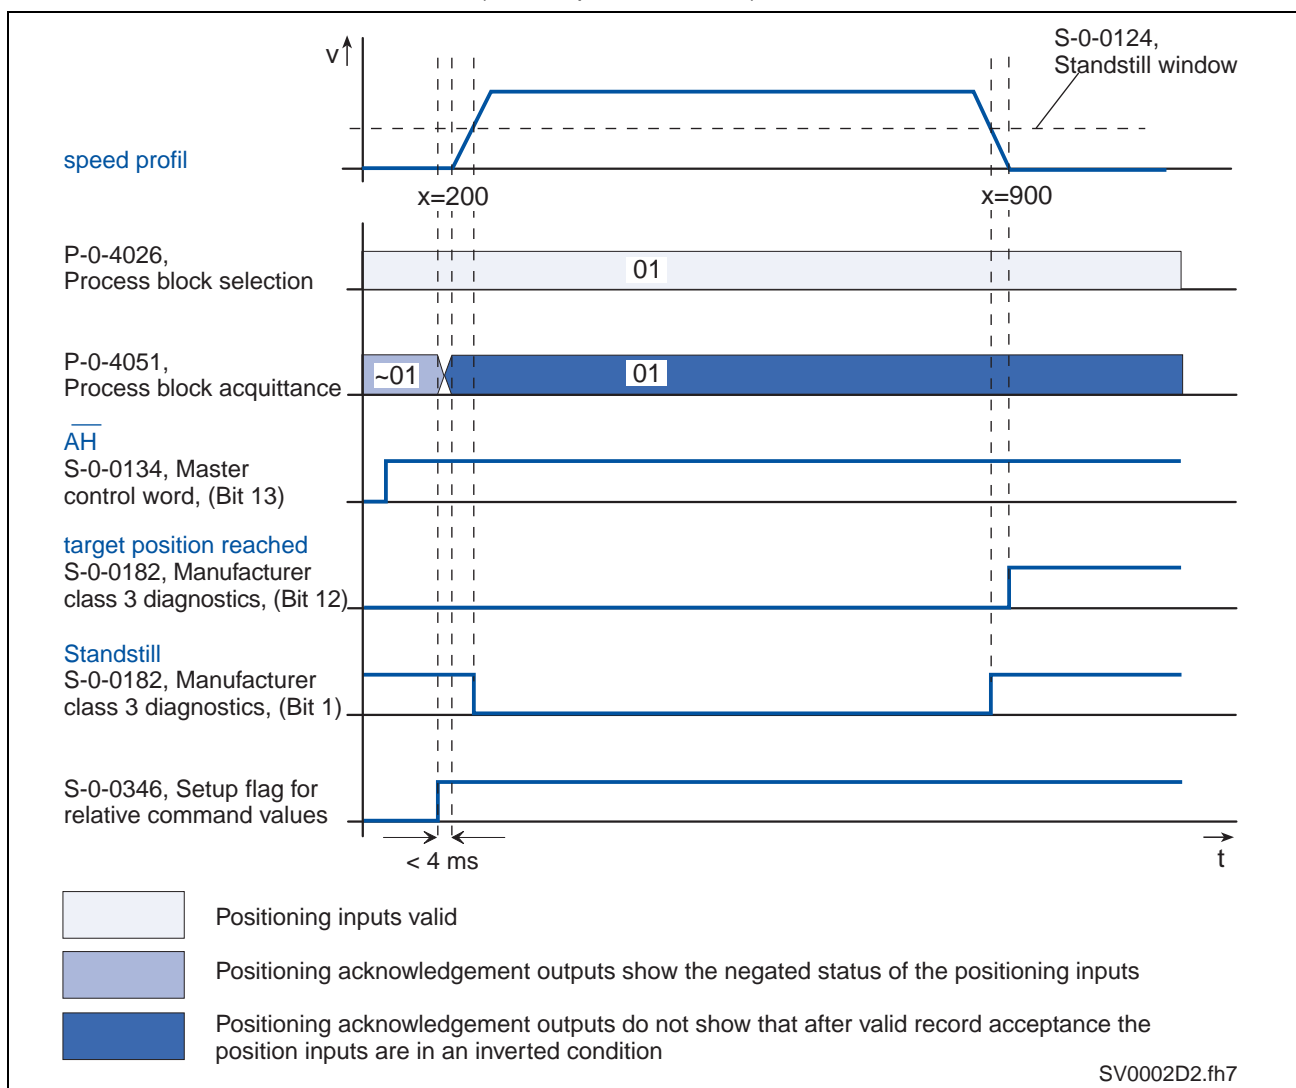 v
S-0-0124,
Standstill window
speed profil
x=200
x=900
P-0-4026,
Process block selection
01
P-0-4051,
Process block acquittance
~01
01
AH
S-0-0134, Master
control word, (Bit 13)
target position reached
S-0-0182, Manufacturer
class 3 diagnostics, (Bit 12)
Standstill
S-0-0182, Manufacturer
class 3 diagnostics, (Bit 1)
S-0-0346, Setup flag for
relative command values
< 4 ms
t
Positioning inputs valid
Positioning acknowledgement outputs show the negated status of the positioning inputs
Positioning acknowledgement outputs do not show that after valid record acceptance the
position inputs are in an inverted condition
SV0002D2.fh7